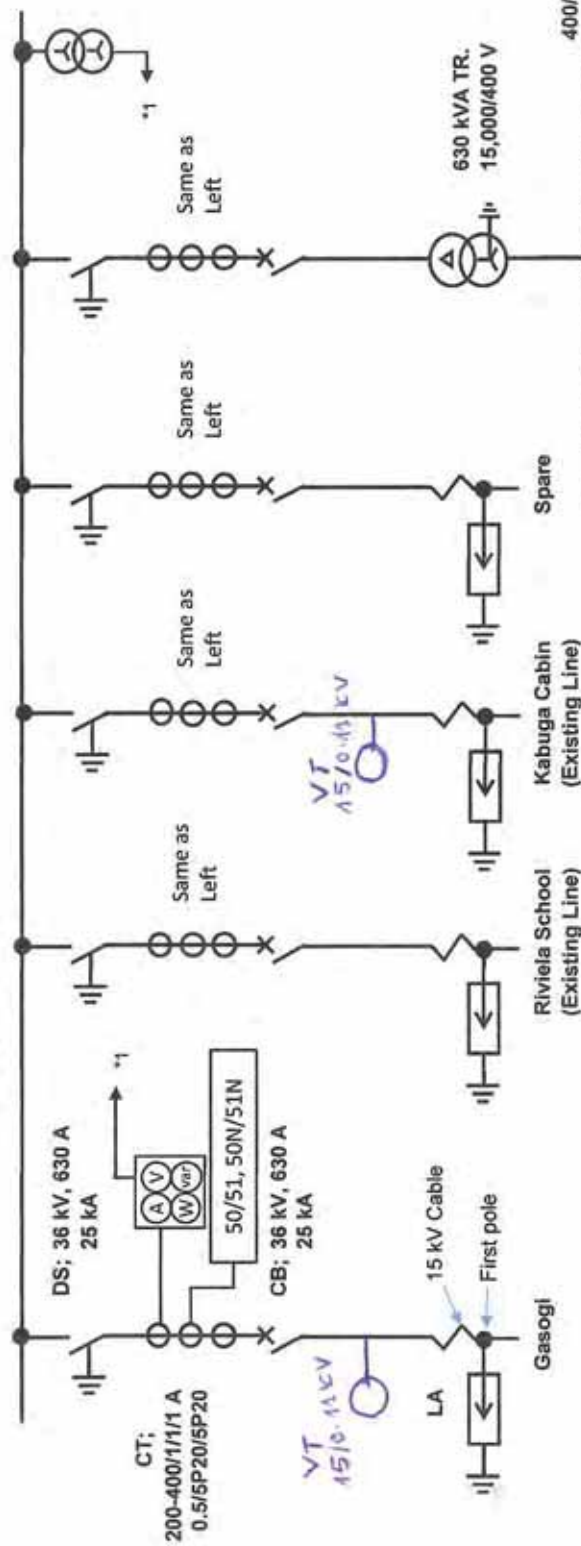 DS; 36 kV, 630 A
25 kA
*1
A V
W var
50/51, 50N/51N
CT;
200-400/1/1/1 A
0.5/5P20/5P20
CB; 36 kV, 630 A
25 kA
VT
15/0.11 kV
LA
15 kV Cable
First pole
Gasogi
Same as
Left
Riviela School
(Existing Line)
Same as
Left
VT
15/0.11 kV
Kabuga Cabin
(Existing Line)
Same as
Left
Spare
Same as
Left
630 kVA TR.
15,000/400 V
*1
400/